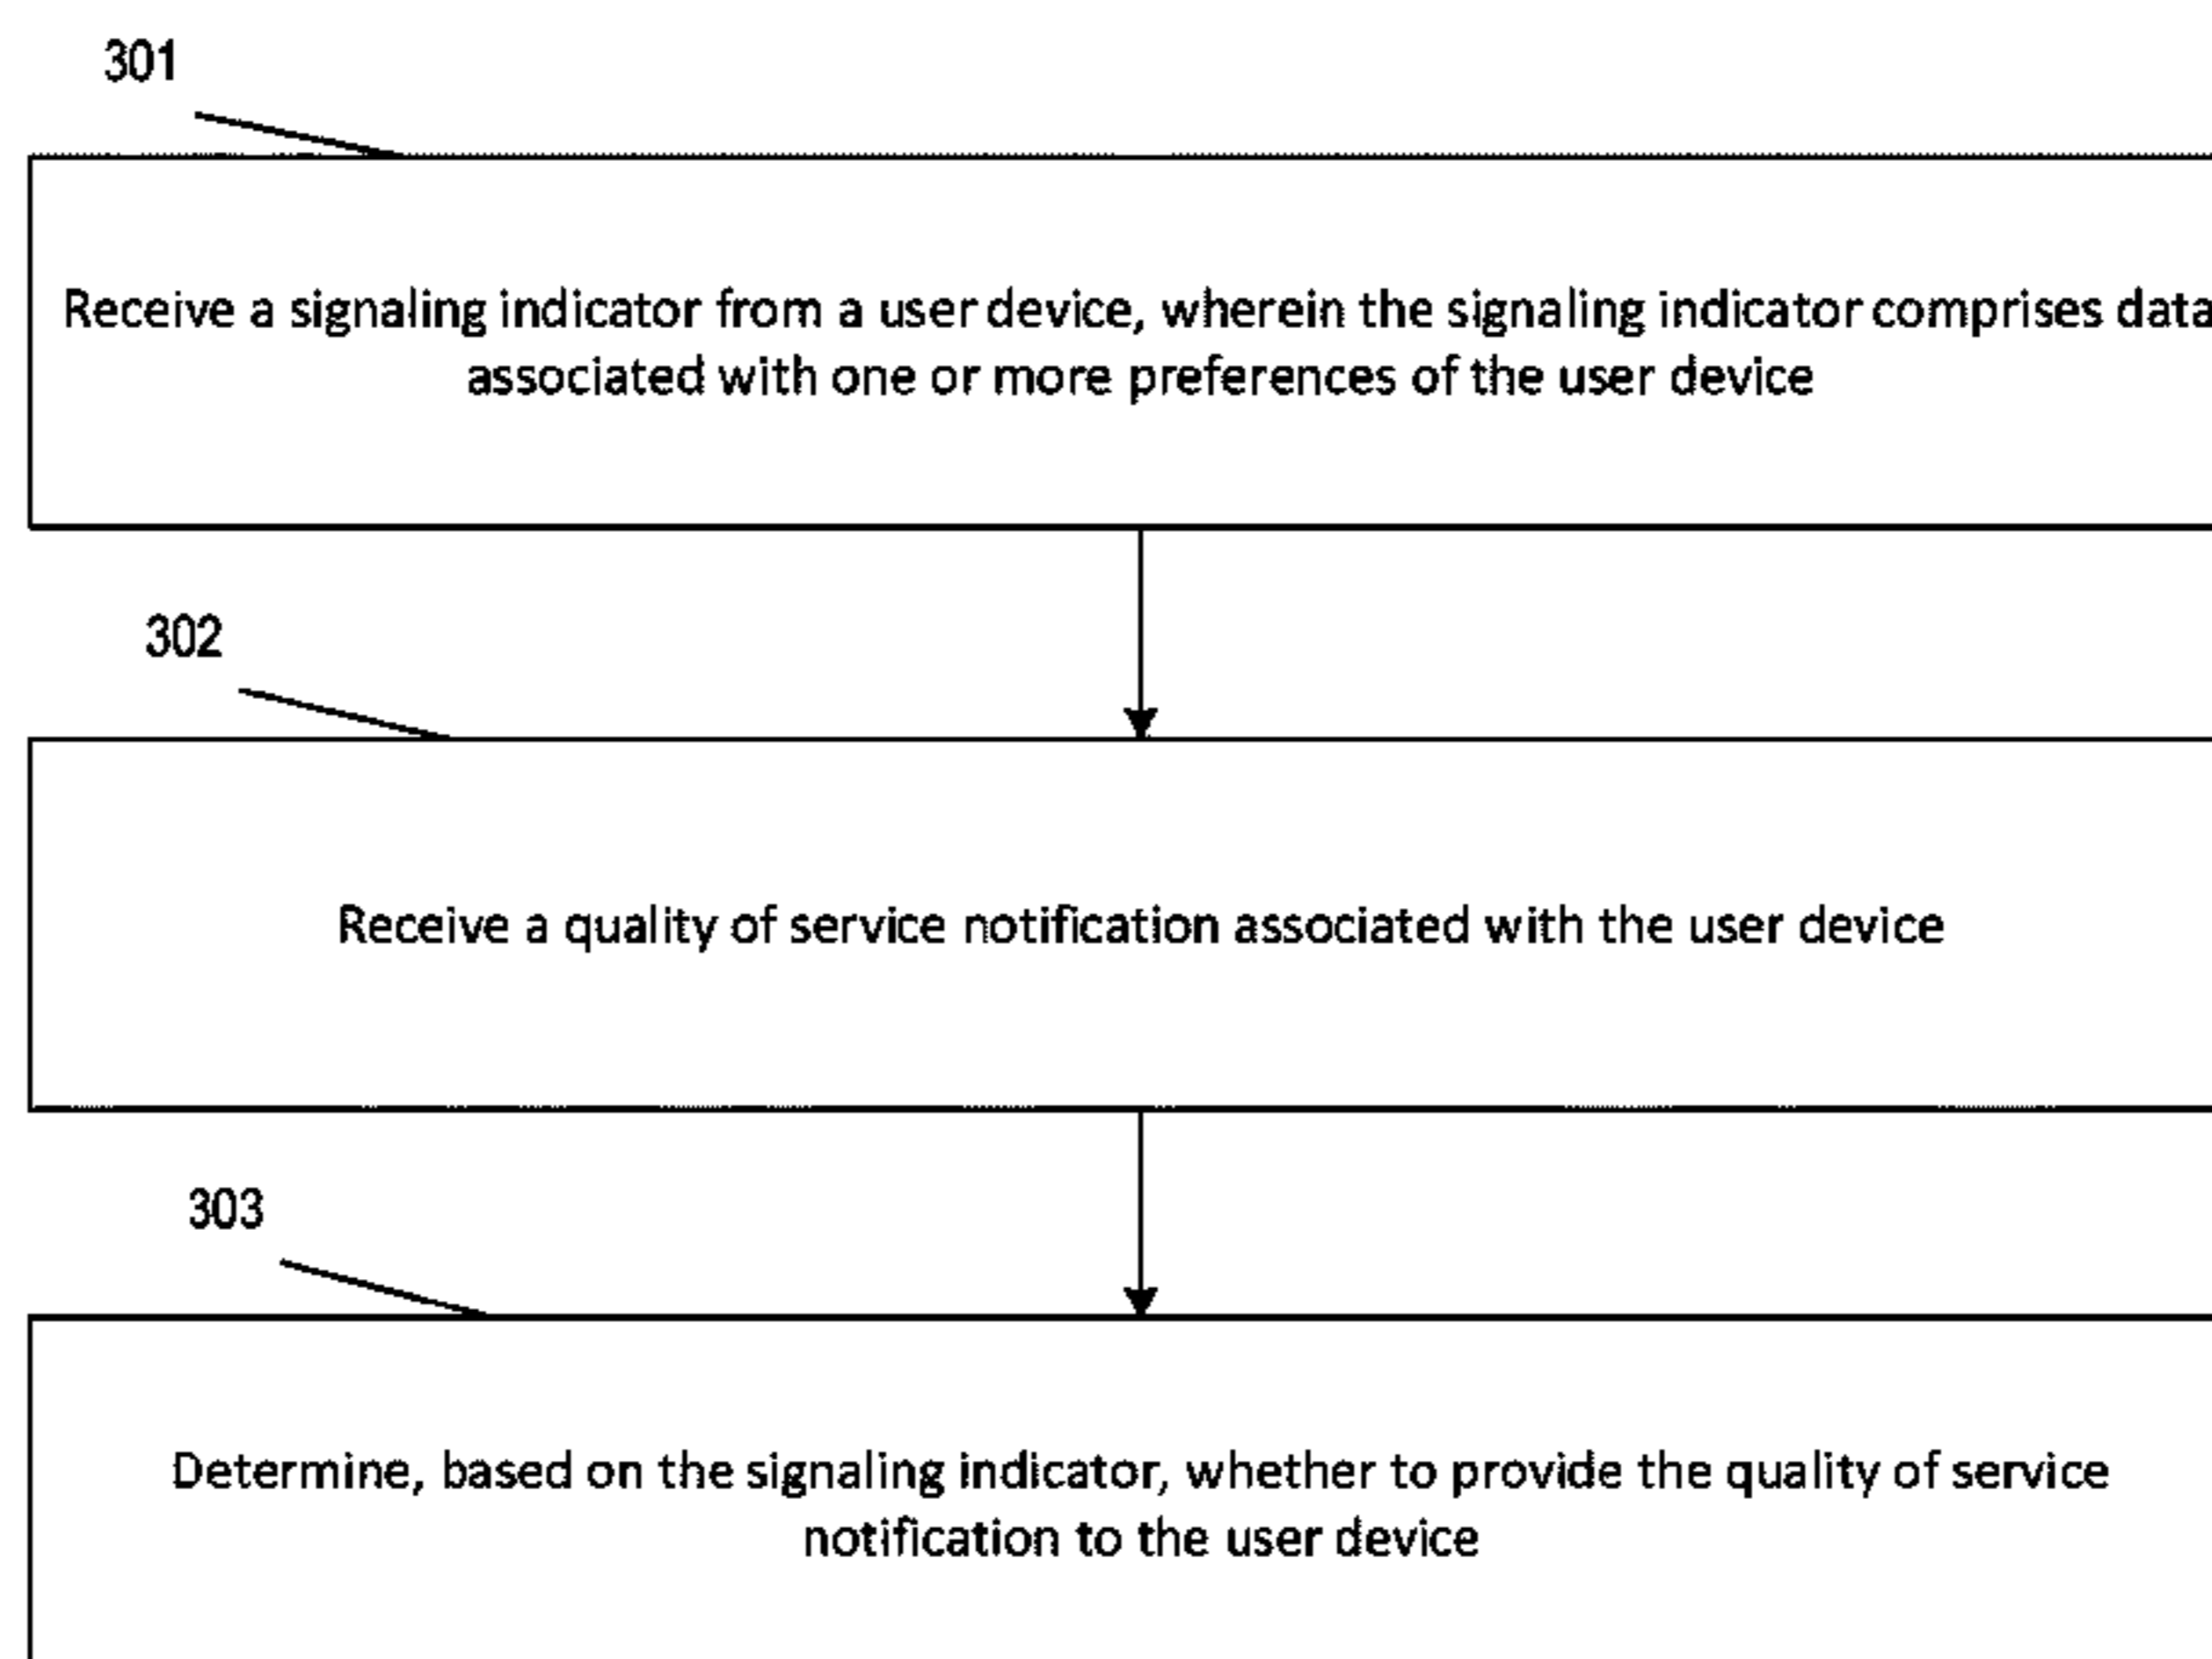 301
Receive a signaling indicator from a user device, wherein the signaling indicator comprises data
associated with one or more preferences of the user device
302
Receive a quality of service notification associated with the user device
303
Determine, based on the signaling indicator, whether to provide the quality of service
notification to the user device